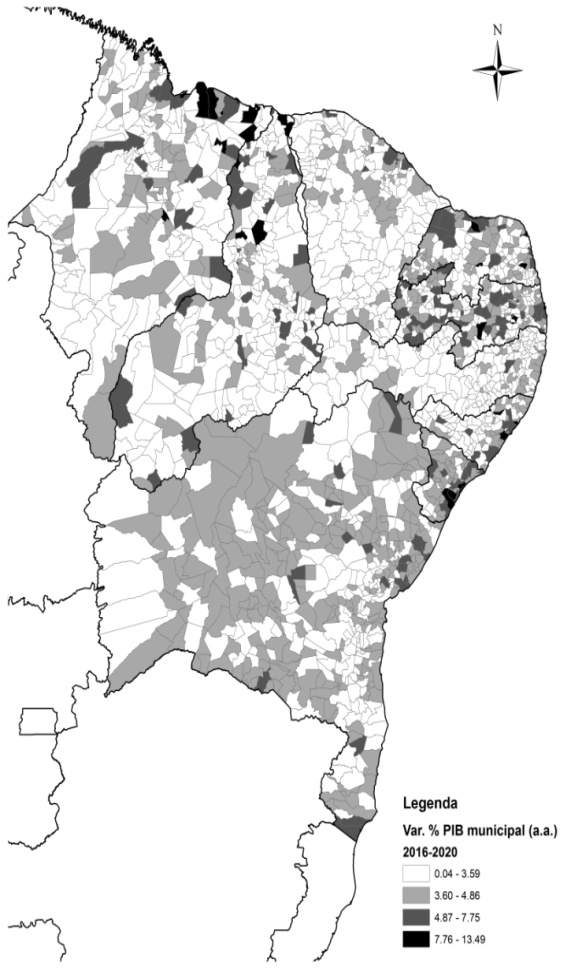 N
Legenda
Var. % PIB municipal (a.a.)
2016-2020
0.04 - 3.59
3.60 - 4.86
4.87 - 7.75
7.76 - 13.49